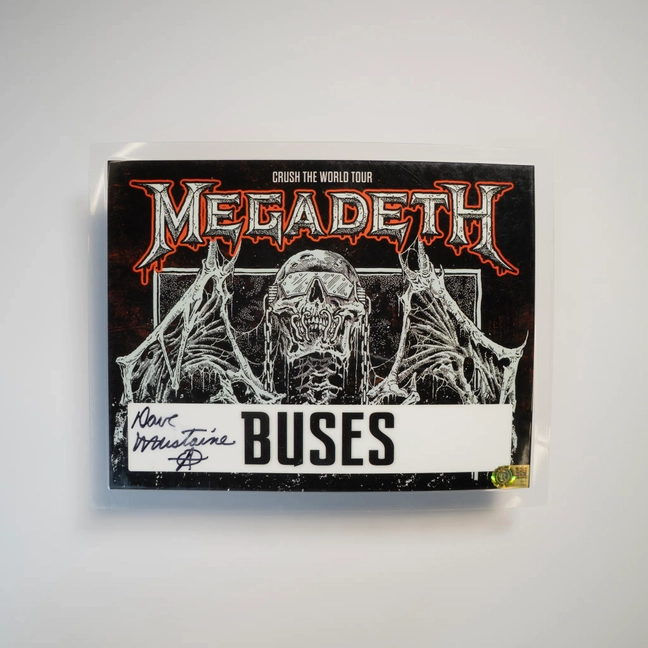 CRUSH THE WORLD TOUR
MEGADETH
Dave
Mustaine
BUSES